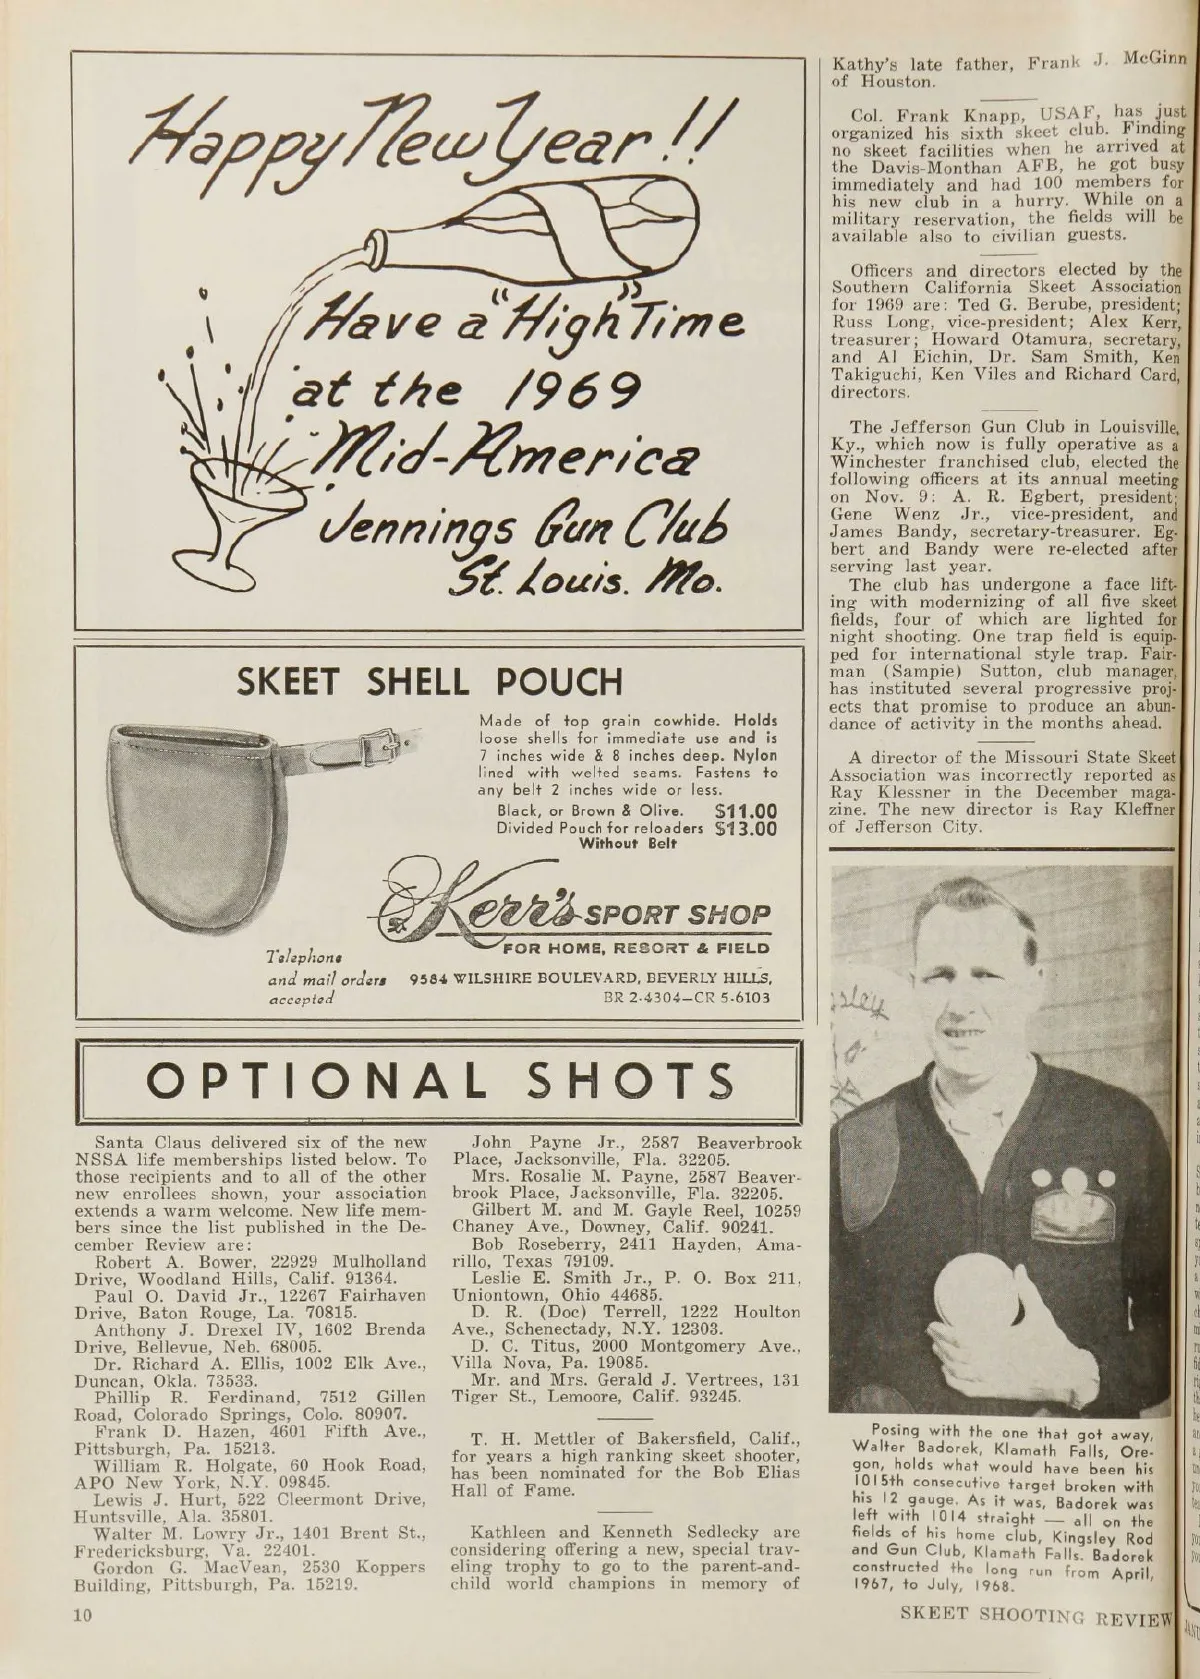 Happy New Year!!
Have a "High" Time
at the 1969
Mid-America
Jennings Gun Club
St. Louis. Mo.
SKEET SHELL POUCH
Made of top grain cowhide. Holds
loose shells for immediate use and is
7 inches wide & 8 inches deep. Nylon
lined with welted seams. Fastens to
any belt 2 inches wide or less.
Black, or Brown & Olive. $11.00
Divided Pouch for reloaders $13.00
Without Belt
Kerr's SPORT SHOP
FOR HOME, RESORT & FIELD
Telephone
and mail orders
accepted
9584 WILSHIRE BOULEVARD, BEVERLY HILLS,
BR 2-4304—CR 5-6103
OPTIONAL SHOTS
Santa Claus delivered six of the new
NSSA life memberships listed below. To
those recipients and to all of the other
new enrollees shown, your association
extends a warm welcome. New life mem-
bers since the list published in the De-
cember Review are:
Robert A. Bower, 22929 Mulholland
Drive, Woodland Hills, Calif. 91364.
Paul O. David Jr., 12267 Fairhaven
Drive, Baton Rouge, La. 70815.
Anthony J. Drexel IV, 1602 Brenda
Drive, Bellevue, Neb. 68005.
Dr. Richard A. Ellis, 1002 Elk Ave.,
Duncan, Okla. 73533.
Phillip R. Ferdinand, 7512 Gillen
Road, Colorado Springs, Colo. 80907.
Frank D. Hazen, 4601 Fifth Ave.,
Pittsburgh, Pa. 15213.
William R. Holgate, 60 Hook Road,
APO New York, N.Y. 09845.
Lewis J. Hurt, 522 Cleermont Drive,
Huntsville, Ala. 35801.
Walter M. Lowry Jr., 1401 Brent St.,
Fredericksburg, Va. 22401.
Gordon G. MacVean, 2530 Koppers
Building, Pittsburgh, Pa. 15219.
John Payne Jr., 2587 Beaverbrook
Place, Jacksonville, Fla. 32205.
Mrs. Rosalie M. Payne, 2587 Beaver-
brook Place, Jacksonville, Fla. 32205.
Gilbert M. and M. Gayle Reel, 10259
Chaney Ave., Downey, Calif. 90241.
Bob Roseberry, 2411 Hayden, Ama-
rillo, Texas 79109.
Leslie E. Smith Jr., P. O. Box 211,
Uniontown, Ohio 44685.
D. R. (Doc) Terrell, 1222 Houlton
Ave., Schenectady, N.Y. 12303.
D. C. Titus, 2000 Montgomery Ave.,
Villa Nova, Pa. 19085.
Mr. and Mrs. Gerald J. Vertrees, 131
Tiger St., Lemoore, Calif. 93245.
T. H. Mettler of Bakersfield, Calif.,
for years a high ranking skeet shooter,
has been nominated for the Bob Elias
Hall of Fame.
Kathleen and Kenneth Sedlecky are
considering offering a new, special trav-
eling trophy to go to the parent-and-
child world champions in memory of
Kathy's late father, Frank J. McGinn
of Houston.
Col. Frank Knapp, USAF, has just
organized his sixth skeet club. Finding
no skeet facilities when he arrived at
the Davis-Monthan AFB, he got busy
immediately and had 100 members for
his new club in a hurry. While on a
military reservation, the fields will be
available also to civilian guests.
Officers and directors elected by the
Southern California Skeet Association
for 1969 are: Ted G. Berube, president;
Russ Long, vice-president; Alex Kerr,
treasurer; Howard Otamura, secretary,
and Al Eichin, Dr. Sam Smith, Ken
Takiguchi, Ken Viles and Richard Card,
directors.
The Jefferson Gun Club in Louisville,
Ky., which now is fully operative as a
Winchester franchised club, elected the
following officers at its annual meeting
on Nov. 9: A. R. Egbert, president;
Gene Wenz Jr., vice-president, and
James Bandy, secretary-treasurer. Eg-
bert and Bandy were re-elected after
serving last year.
The club has undergone a face lift-
ing with modernizing of all five skeet
fields, four of which are lighted for
night shooting. One trap field is equip-
ped for international style trap. Fair-
man (Sampie) Sutton, club manager,
has instituted several progressive proj-
ects that promise to produce an abun-
dance of activity in the months ahead.
A director of the Missouri State Skeet
Association was incorrectly reported as
Ray Klessner in the December maga-
zine. The new director is Ray Kleffner
of Jefferson City.
Posing with the one that got away,
Walter Badorek, Klamath Falls, Ore-
gon, holds what would have been his
1015th consecutive target broken with
his 12 gauge. As it was, Badorek was
left with 1014 straight — all on the
fields of his home club, Kingsley Rod
and Gun Club, Klamath Falls. Badorek
constructed the long run from April,
1967, to July, 1968.
10
SKEET SHOOTING REVIEW